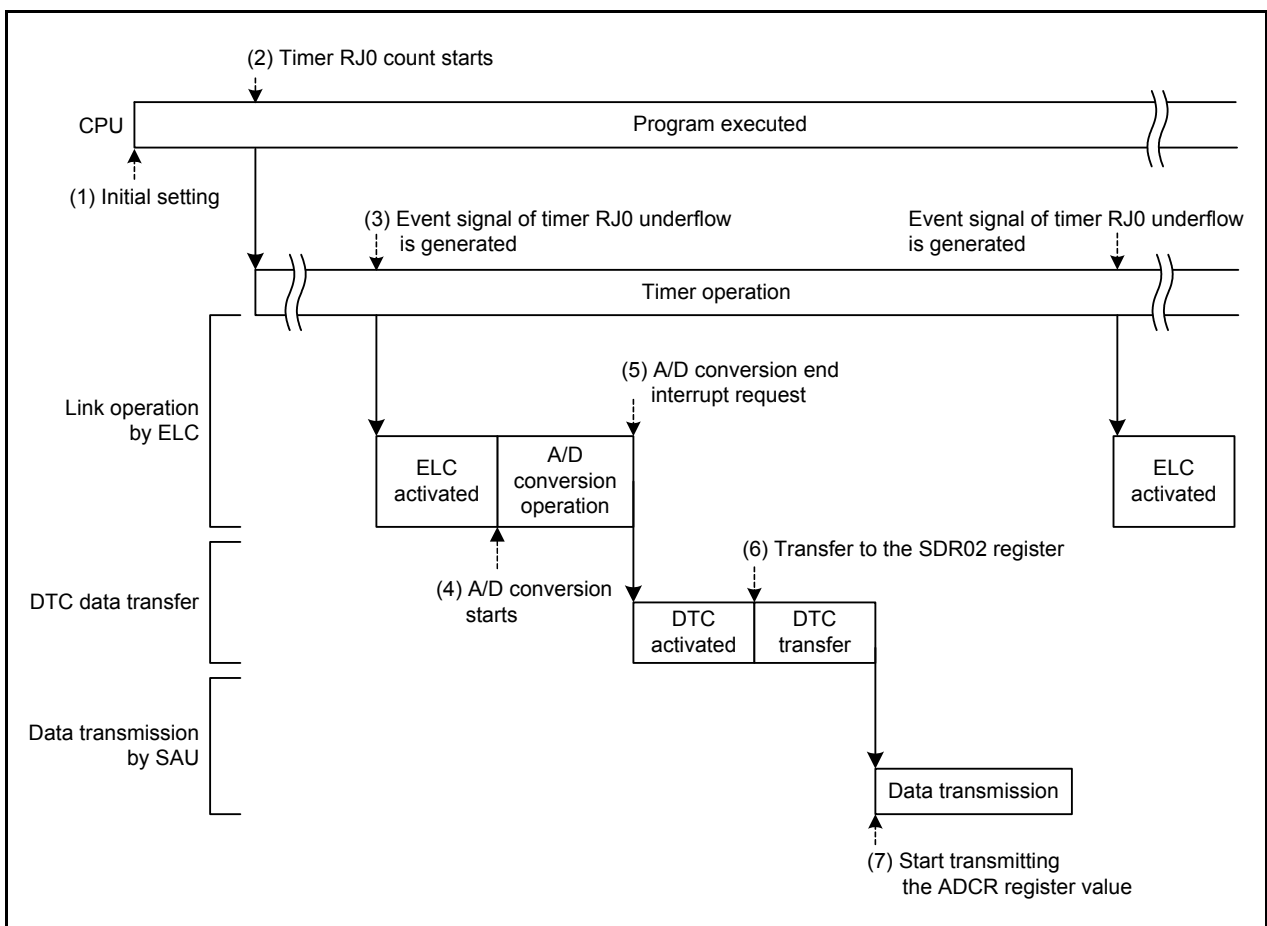 (2) Timer RJ0 count starts
CPU
Program executed
(1) Initial setting
(3) Event signal of timer RJ0 underflow
is generated
Event signal of timer RJ0 underflow
is generated
Timer operation
Link operation
by ELC
(5) A/D conversion end
interrupt request
ELC
activated
A/D
conversion
operation
ELC
activated
(4) A/D conversion
starts
DTC data transfer
(6) Transfer to the SDR02 register
DTC
activated
DTC
transfer
Data transmission
by SAU
Data transmission
(7) Start transmitting
the ADCR register value